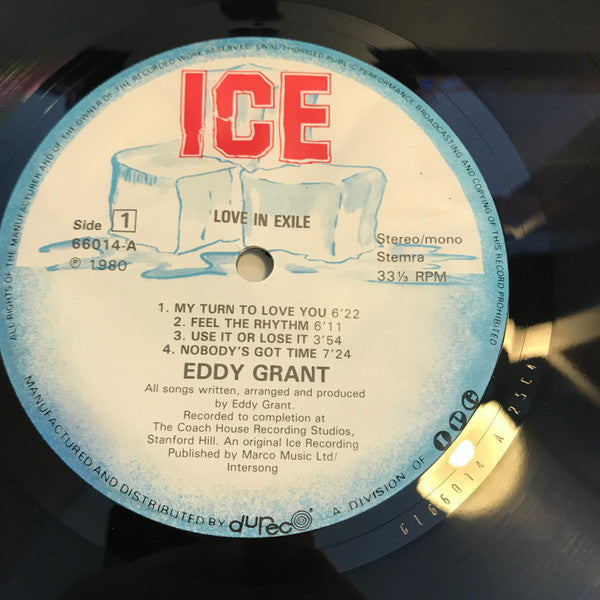 ALL RIGHTS OF THE MANUFACTURER AND OF THE OWNER OF THE RECORDED WORK RESERVED. UNAUTHORISED PUBLIC PERFORMANCE BROADCASTING AND COPYING OF THIS RECORD PROHIBITED
ICE
LOVE IN EXILE
Side 1
66014-A
℗ 1980
Stereo/mono
Stemra
33⅓ RPM
1. MY TURN TO LOVE YOU 6'22
2. FEEL THE RHYTHM 6'11
3. USE IT OR LOSE IT 3'54
4. NOBODY'S GOT TIME 7'24
EDDY GRANT
All songs written, arranged and produced
by Eddy Grant.
Recorded to completion at
The Coach House Recording Studios,
Stanford Hill. An original Ice Recording
Published by Marco Music Ltd/
Intersong
MANUFACTURED AND DISTRIBUTED BY dureco A DIVISION OF
66014 A